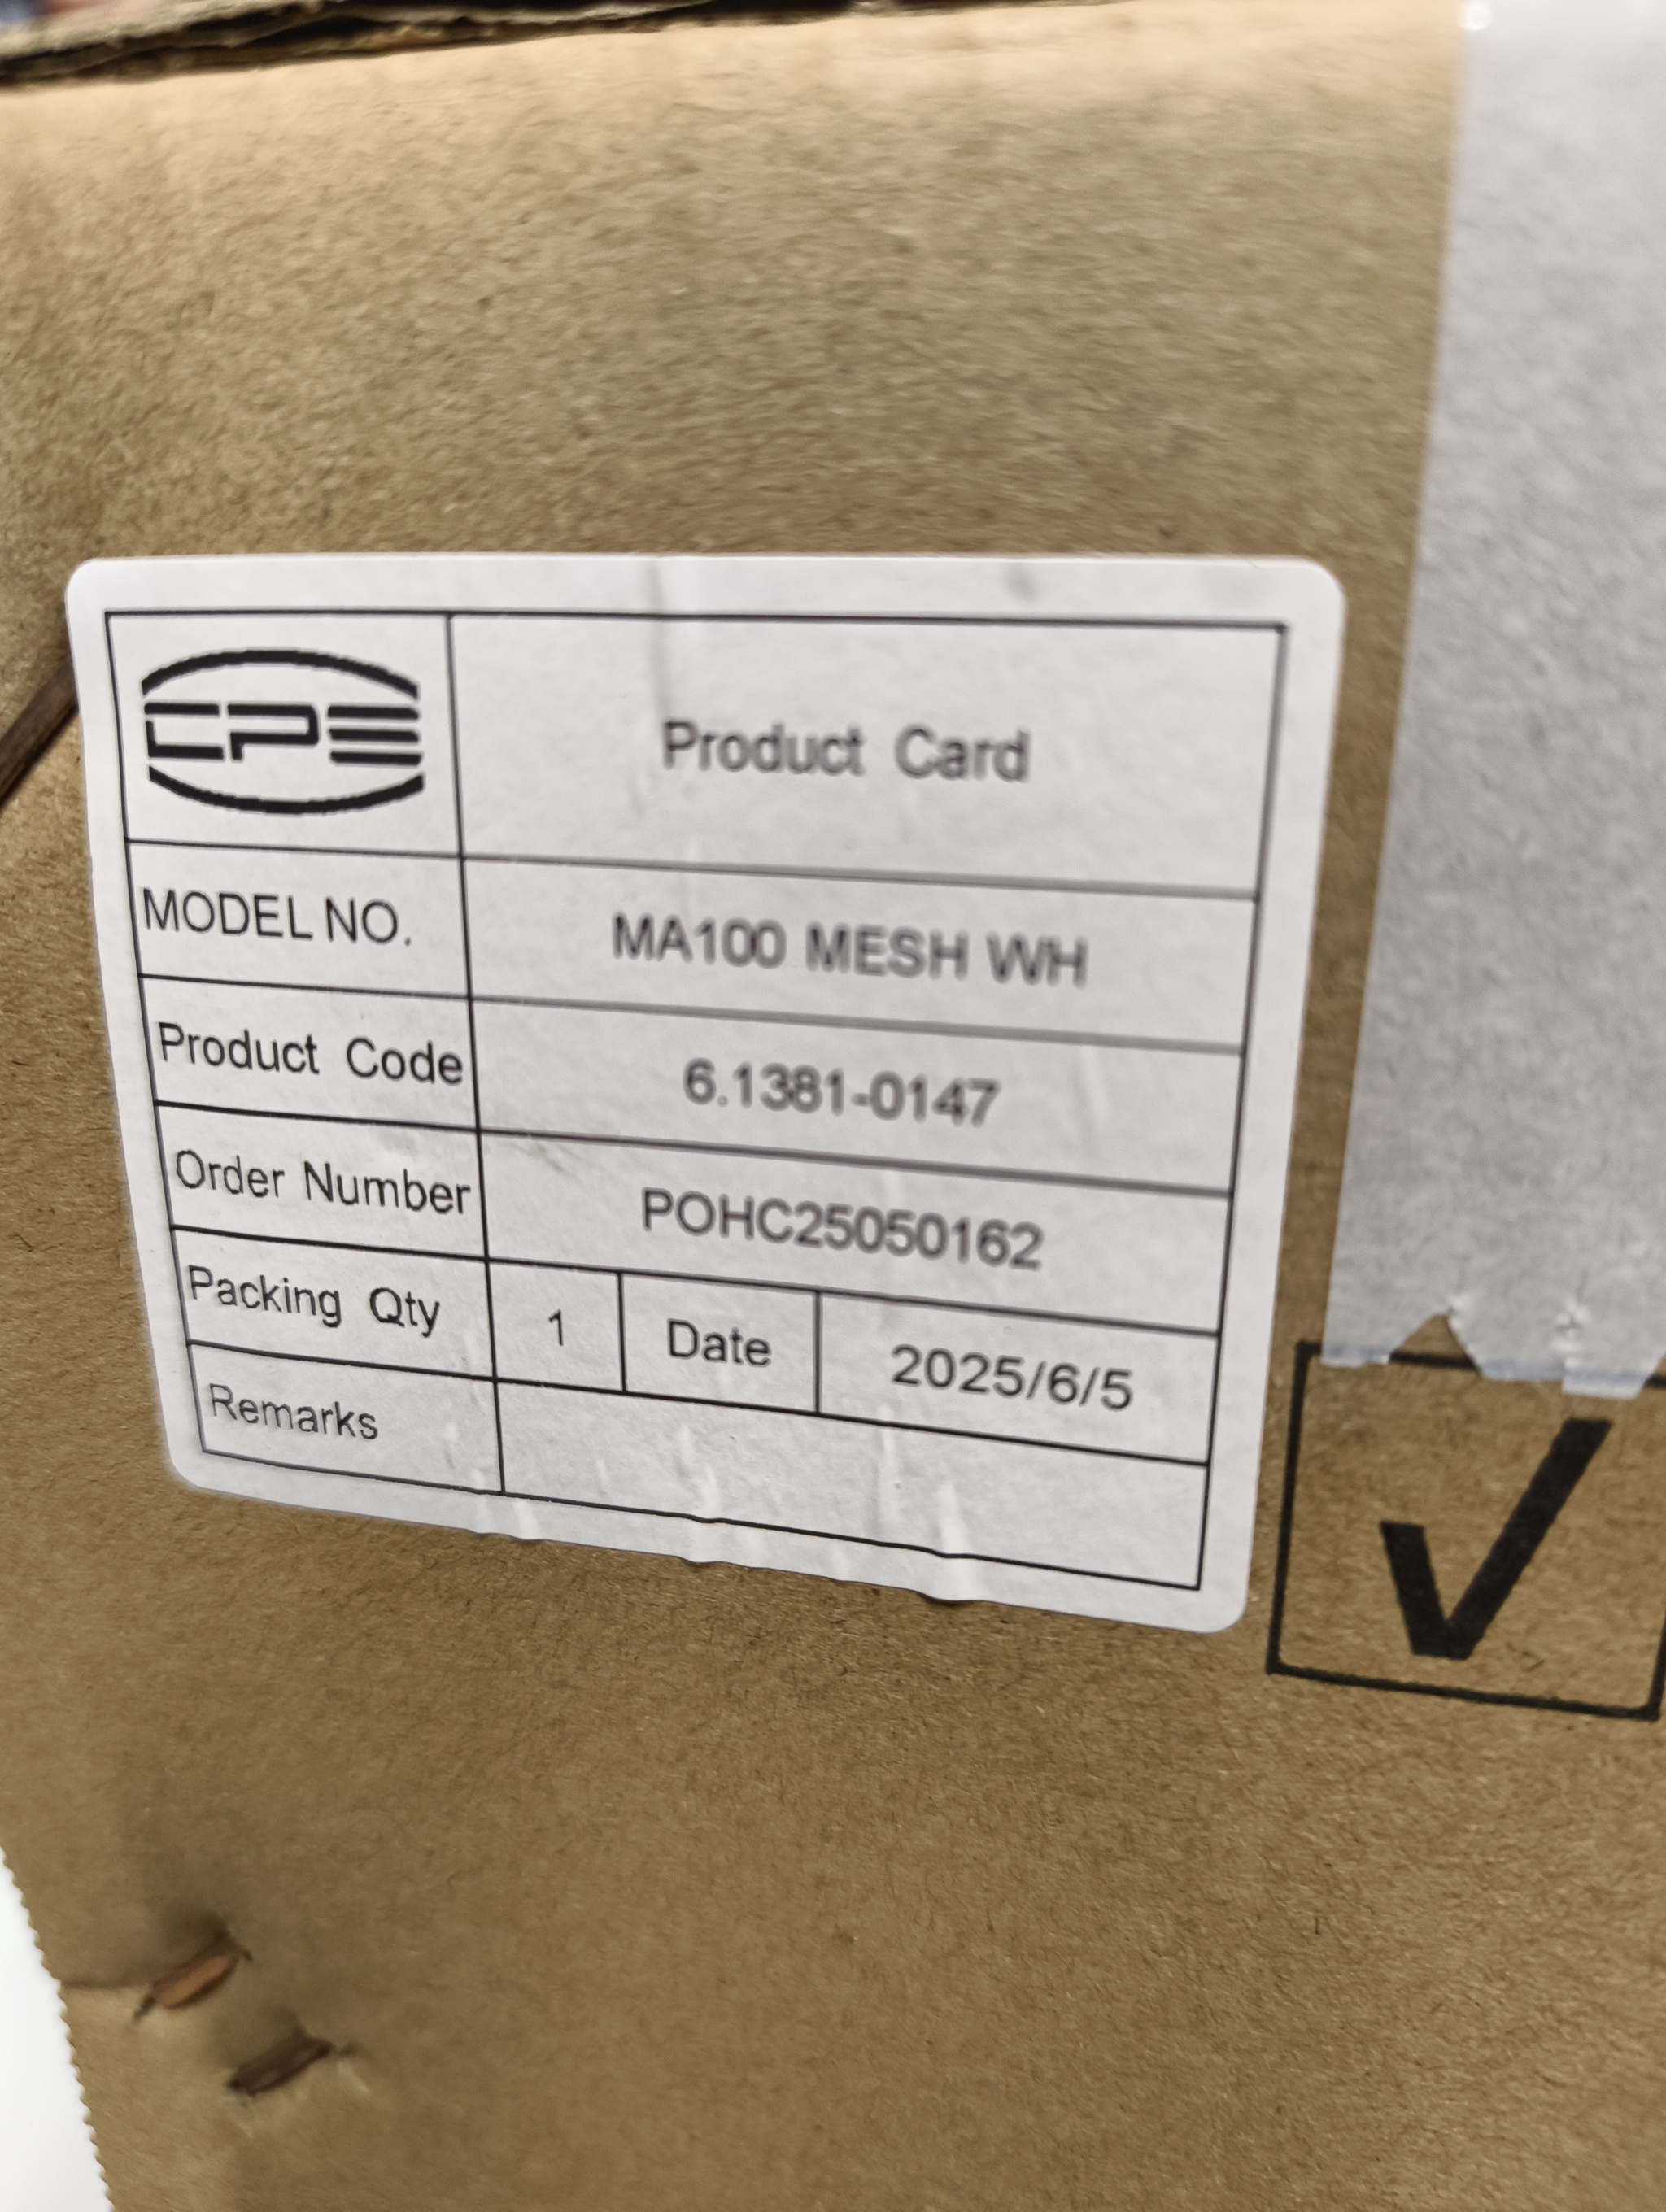 CPE
Product Card
MODEL NO. MA100 MESH WH
Product Code 6.1381-0147
Order Number POHC25050162
Packing Qty 1 Date 2025/6/5
Remarks